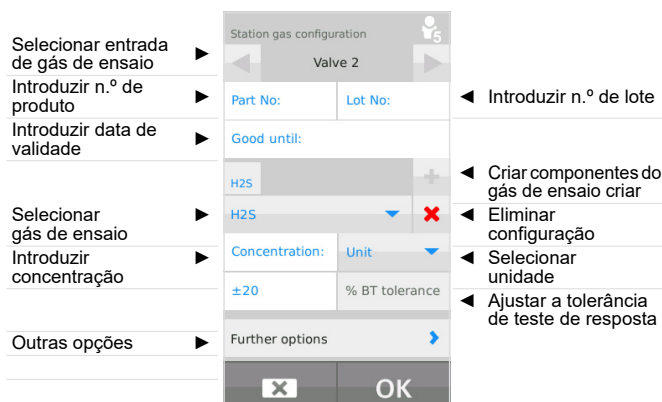 Station gas configuration
5
Selecionar entrada
de gás de ensaio
Valve 2
Introduzir n.º de
produto
Part No:
Lot No:
Introduzir n.º de lote
Introduzir data de
validade
Good until:
H2S
Criar componentes do
gás de ensaio criar
Selecionar
gás de ensaio
H2S
Eliminar
configuração
Introduzir
concentração
Concentration:
Unit
Selecionar
unidade
±20
% BT tolerance
Ajustar a tolerância
de teste de resposta
Outras opções
Further options
OK